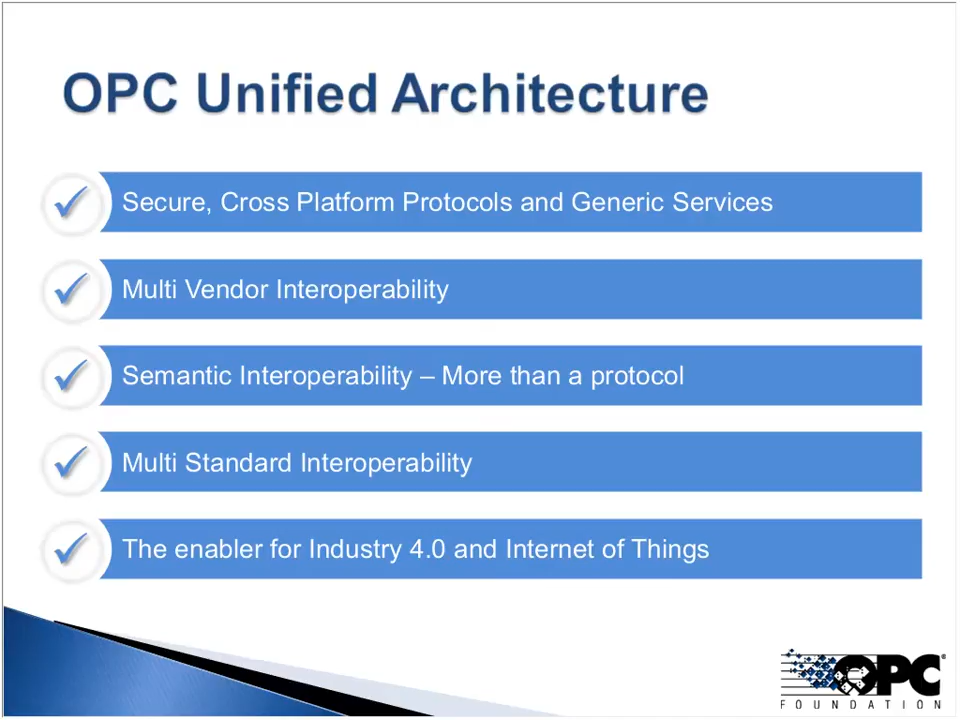 OPC Unified Architecture
Secure, Cross Platform Protocols and Generic Services
Multi Vendor Interoperability
Semantic Interoperability – More than a protocol
Multi Standard Interoperability
The enabler for Industry 4.0 and Internet of Things
OPC®
FOUNDATION